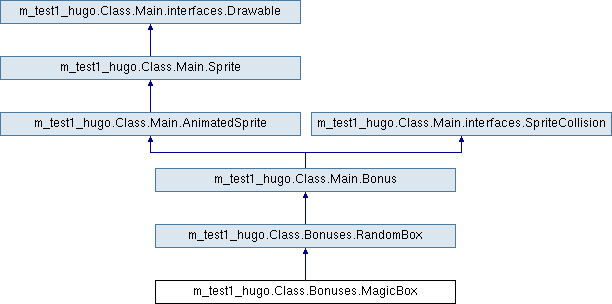 m_test1_hugo.Class.Main.interfaces.Drawable
m_test1_hugo.Class.Main.Sprite
m_test1_hugo.Class.Main.AnimatedSprite
m_test1_hugo.Class.Main.interfaces.SpriteCollision
m_test1_hugo.Class.Main.Bonus
m_test1_hugo.Class.Bonuses.RandomBox
m_test1_hugo.Class.Bonuses.MagicBox